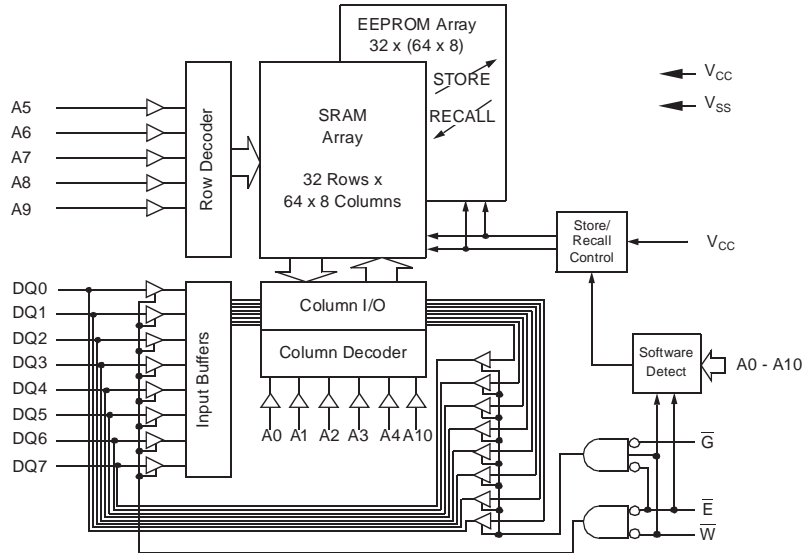 EEPROM Array
32 x (64 x 8)
STORE
RECALL
SRAM
Array
32 Rows x
64 x 8 Columns
A5
A6
A7
A8
A9
Row Decoder
VCC
VSS
Store/
Recall
Control
VCC
DQ0
DQ1
DQ2
DQ3
DQ4
DQ5
DQ6
DQ7
Input Buffers
Column I/O
Column Decoder
A0 A1 A2 A3 A4 A10
Software
Detect
A0 - A10
G̅
E̅
W̅